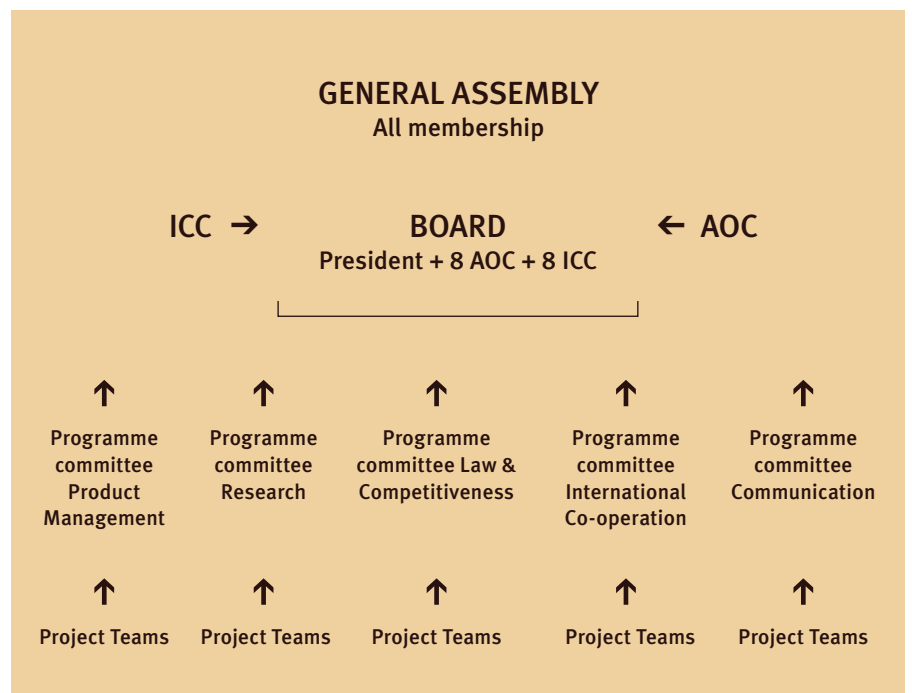 GENERAL ASSEMBLY
All membership
ICC → BOARD ← AOC
President + 8 AOC + 8 ICC
Programme
committee
Product
Management
Programme
committee
Research
Programme
committee Law &
Competitiveness
Programme
committee
International
Co-operation
Programme
committee
Communication
Project Teams
Project Teams
Project Teams
Project Teams
Project Teams